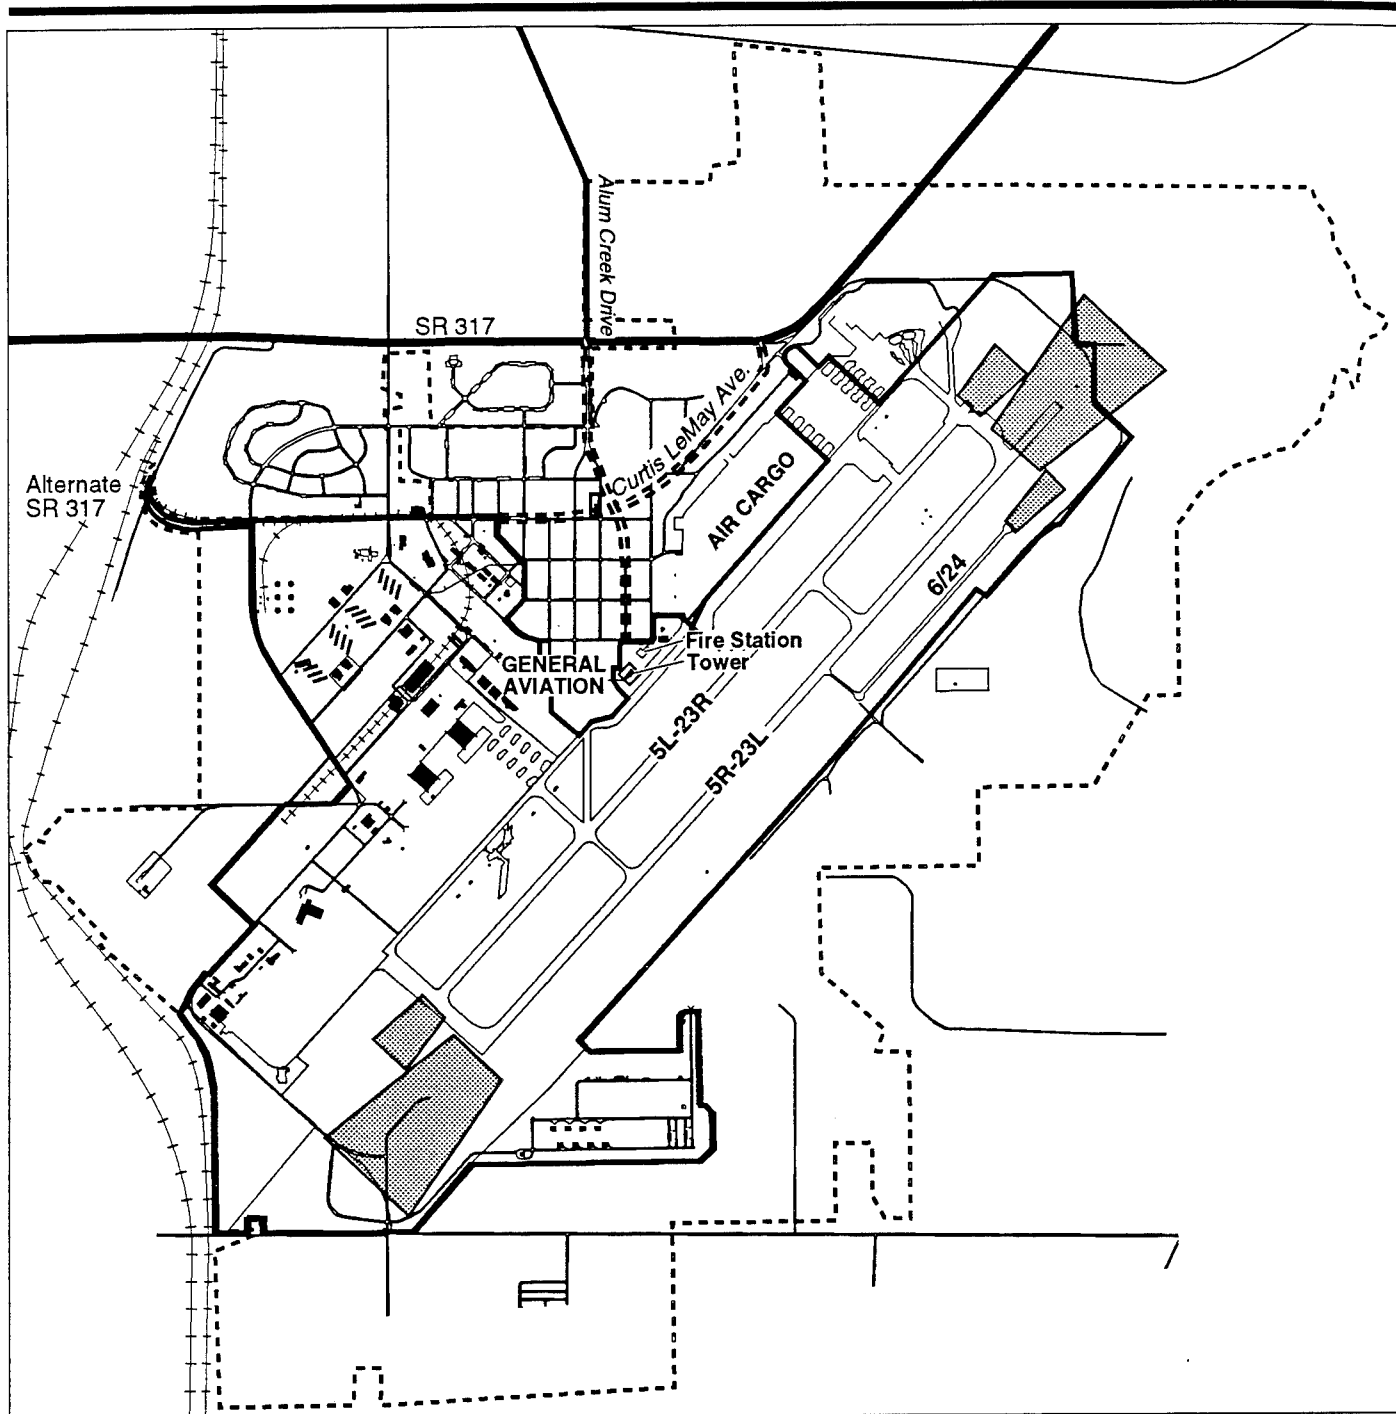 Alum Creek Drive
SR 317
Curtis LeMay Ave.
Alternate
SR 317
AIR CARGO
6/24
Fire Station
Tower
GENERAL
AVIATION
5L-23R
5R-23L